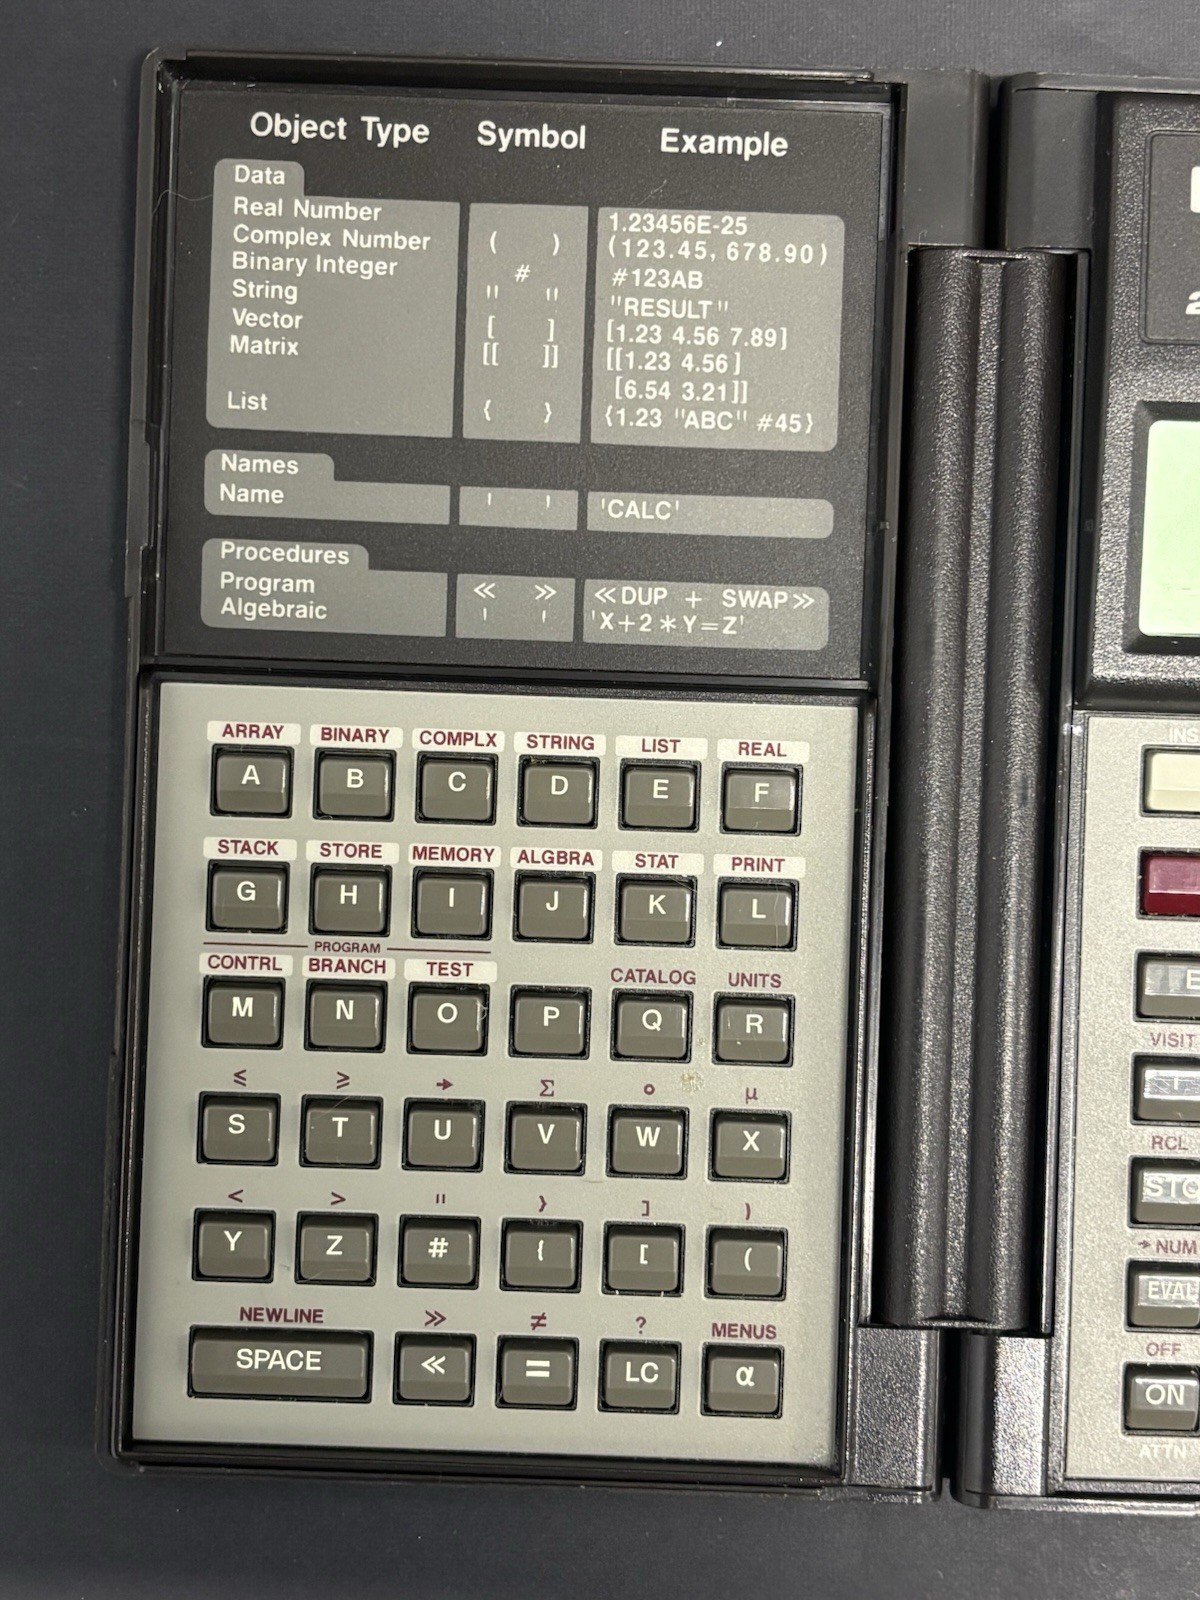 Object Type Symbol Example
Data
Real Number 1.23456E-25
Complex Number ( ) (123.45, 678.90)
Binary Integer # #123AB
String " " "RESULT"
Vector [ ] [1.23 4.56 7.89]
Matrix [[ ]] [[1.23 4.56]
[6.54 3.21]]
List { } {1.23 "ABC" #45}
Names
Name ' ' 'CALC'
Procedures
Program « » «DUP + SWAP»
Algebraic ' ' 'X+2*Y=Z'
ARRAY BINARY COMPLX STRING LIST REAL
A B C D E F
STACK STORE MEMORY ALGBRA STAT PRINT
G H I J K L
PROGRAM
CONTRL BRANCH TEST CATALOG UNITS
M N O P Q R
≤ ≥ → Σ ° μ
S T U V W X
< > " } ] )
Y Z # { [ (
NEWLINE » ≠ ? MENUS
SPACE « = LC α
INS
VISIT
RCL
STO
→NUM
EVAL
OFF
ON
ATTN